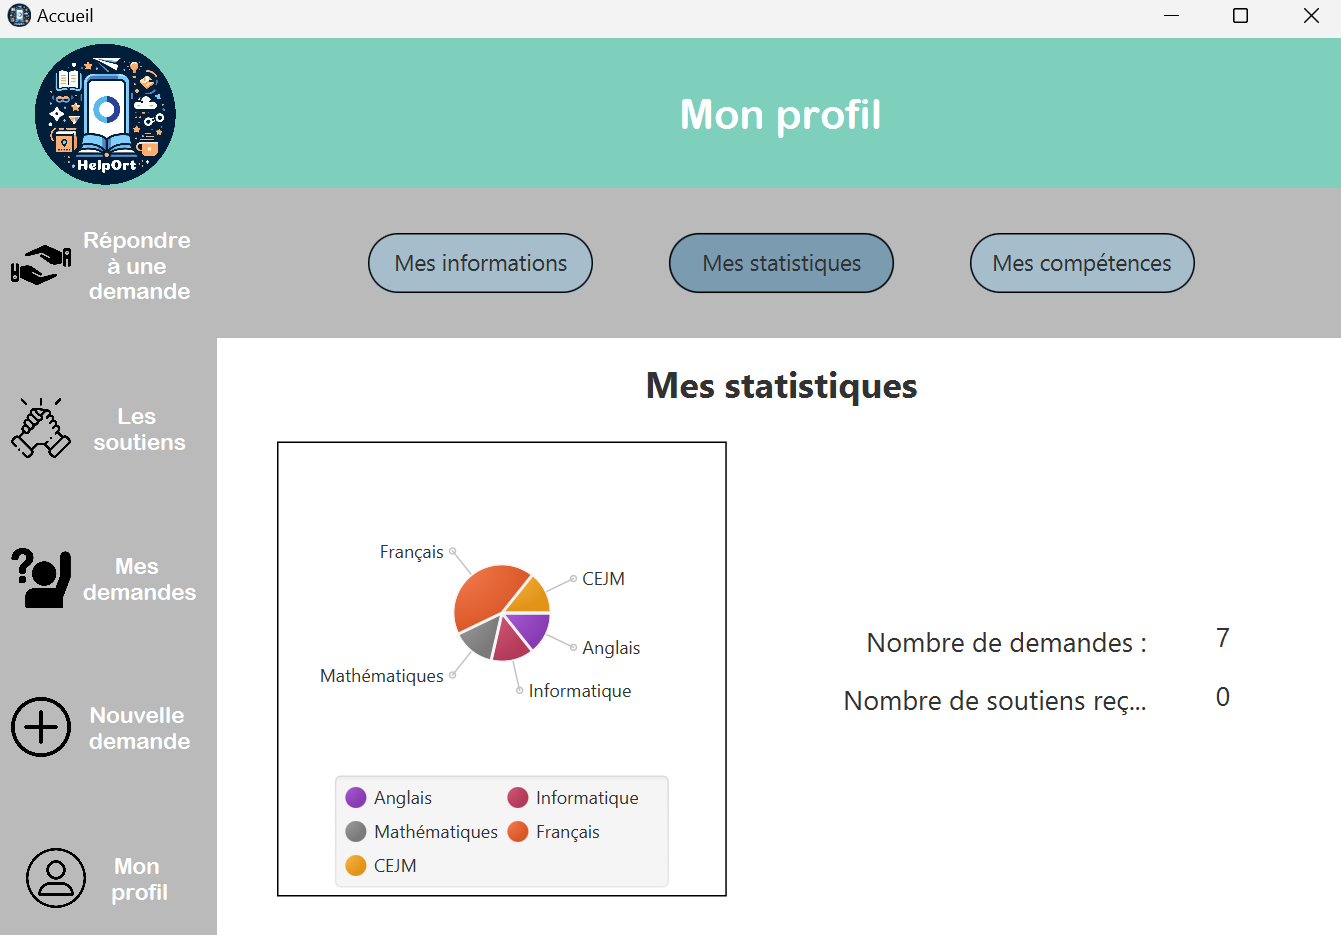 Accueil
HelpOrt
Mon profil
Répondre
à une
demande
Mes informations
Mes statistiques
Mes compétences
Les
soutiens
Mes
demandes
Nouvelle
demande
Mon
profil
Mes statistiques
Français
CEJM
Anglais
Mathématiques
Informatique
Anglais
Informatique
Mathématiques
Français
CEJM
Nombre de demandes :
7
Nombre de soutiens reç...
0